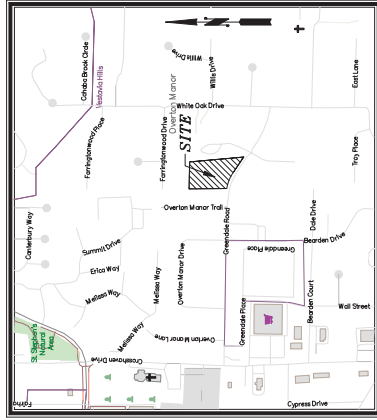 Cahaba Brook Circle
Vestavia Hills
Willis Drive
Willis Drive
East Lane
Overton Manor
White Oak Drive
SITE
Farringtonwood Place
Farringtonwood Drive
Troy Place
Overton Manor Trail
Canterbury Way
Summit Drive
Greendale Road
Dale Drive
Bearden Drive
Greendale Place
Erica Way
Melissa Way
Melissa Way
Overton Manor Drive
Greendale Place
Bearden Court
Wall Street
St. Stephen's
Natural
Area
Melissa Way
Overton Manor Lane
Crosshaven Drive
Cypress Drive